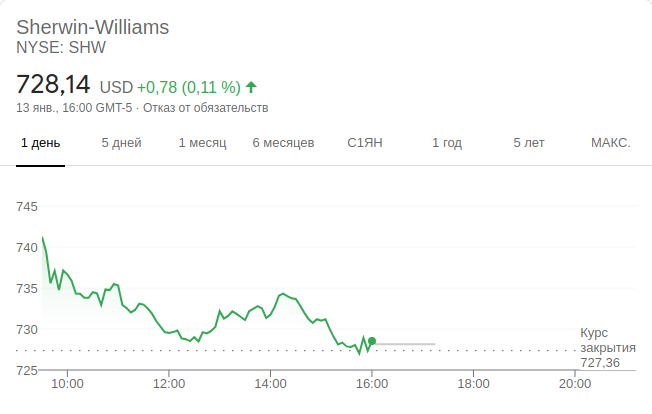 Sherwin-Williams
NYSE: SHW
728,14 USD +0,78 (0,11 %)
13 янв., 16:00 GMT-5 · Отказ от обязательств
1 день 5 дней 1 месяц 6 месяцев С1ЯН 1 год 5 лет МАКС.
745
740
735
730
725
Курс
закрытия
727,36
10:00 12:00 14:00 16:00 18:00 20:00